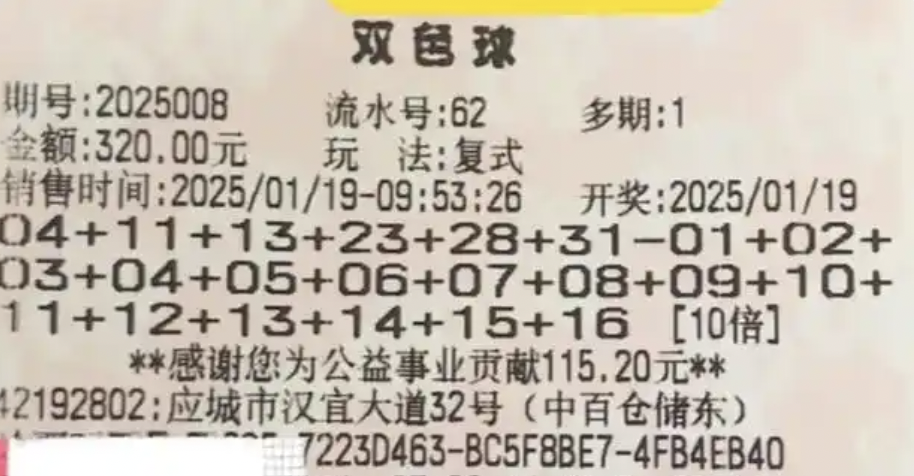 双色球
期号:2025008 流水号:62 多期:1
金额:320.00元 玩 法:复式
销售时间:2025/01/19-09:53:26 开奖:2025/01/19
04+11+13+23+28+31-01+02+
03+04+05+06+07+08+09+10+
11+12+13+14+15+16 [10倍]
**感谢您为公益事业贡献115.20元**
42192802:应城市汉宜大道32号(中百仓储东)
7223D463-BC5F8BE7-4FB4EB40